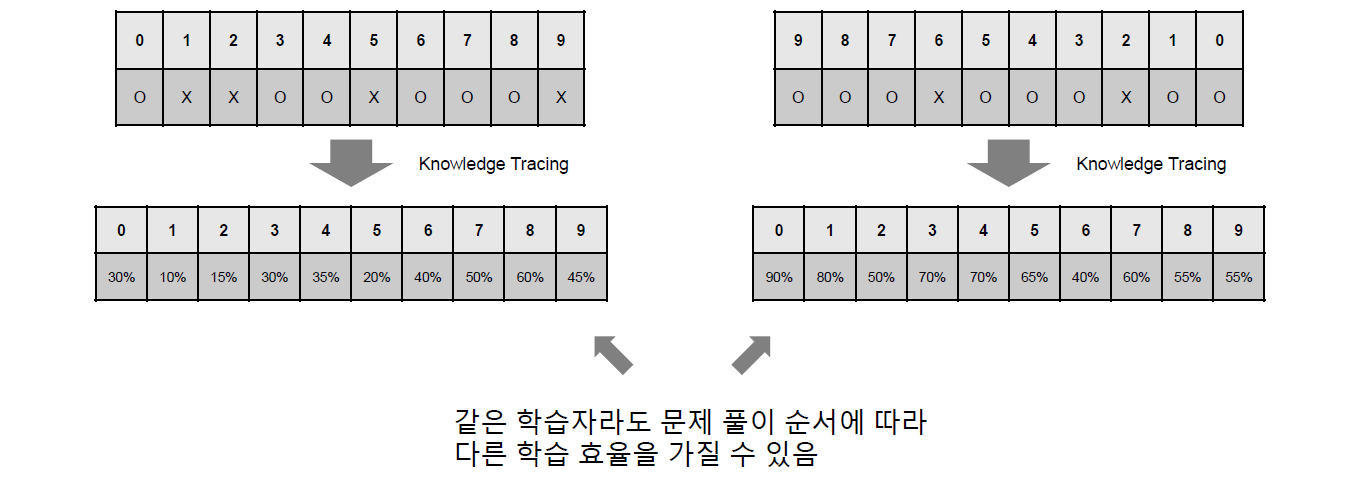 0 1 2 3 4 5 6 7 8 9
O X X O O X O O O X
Knowledge Tracing
0 1 2 3 4 5 6 7 8 9
30% 10% 15% 30% 35% 20% 40% 50% 60% 45%
9 8 7 6 5 4 3 2 1 0
O O O X O O O X O O
Knowledge Tracing
0 1 2 3 4 5 6 7 8 9
90% 80% 50% 70% 70% 65% 40% 60% 55% 55%
같은 학습자라도 문제 풀이 순서에 따라
다른 학습 효율을 가질 수 있음